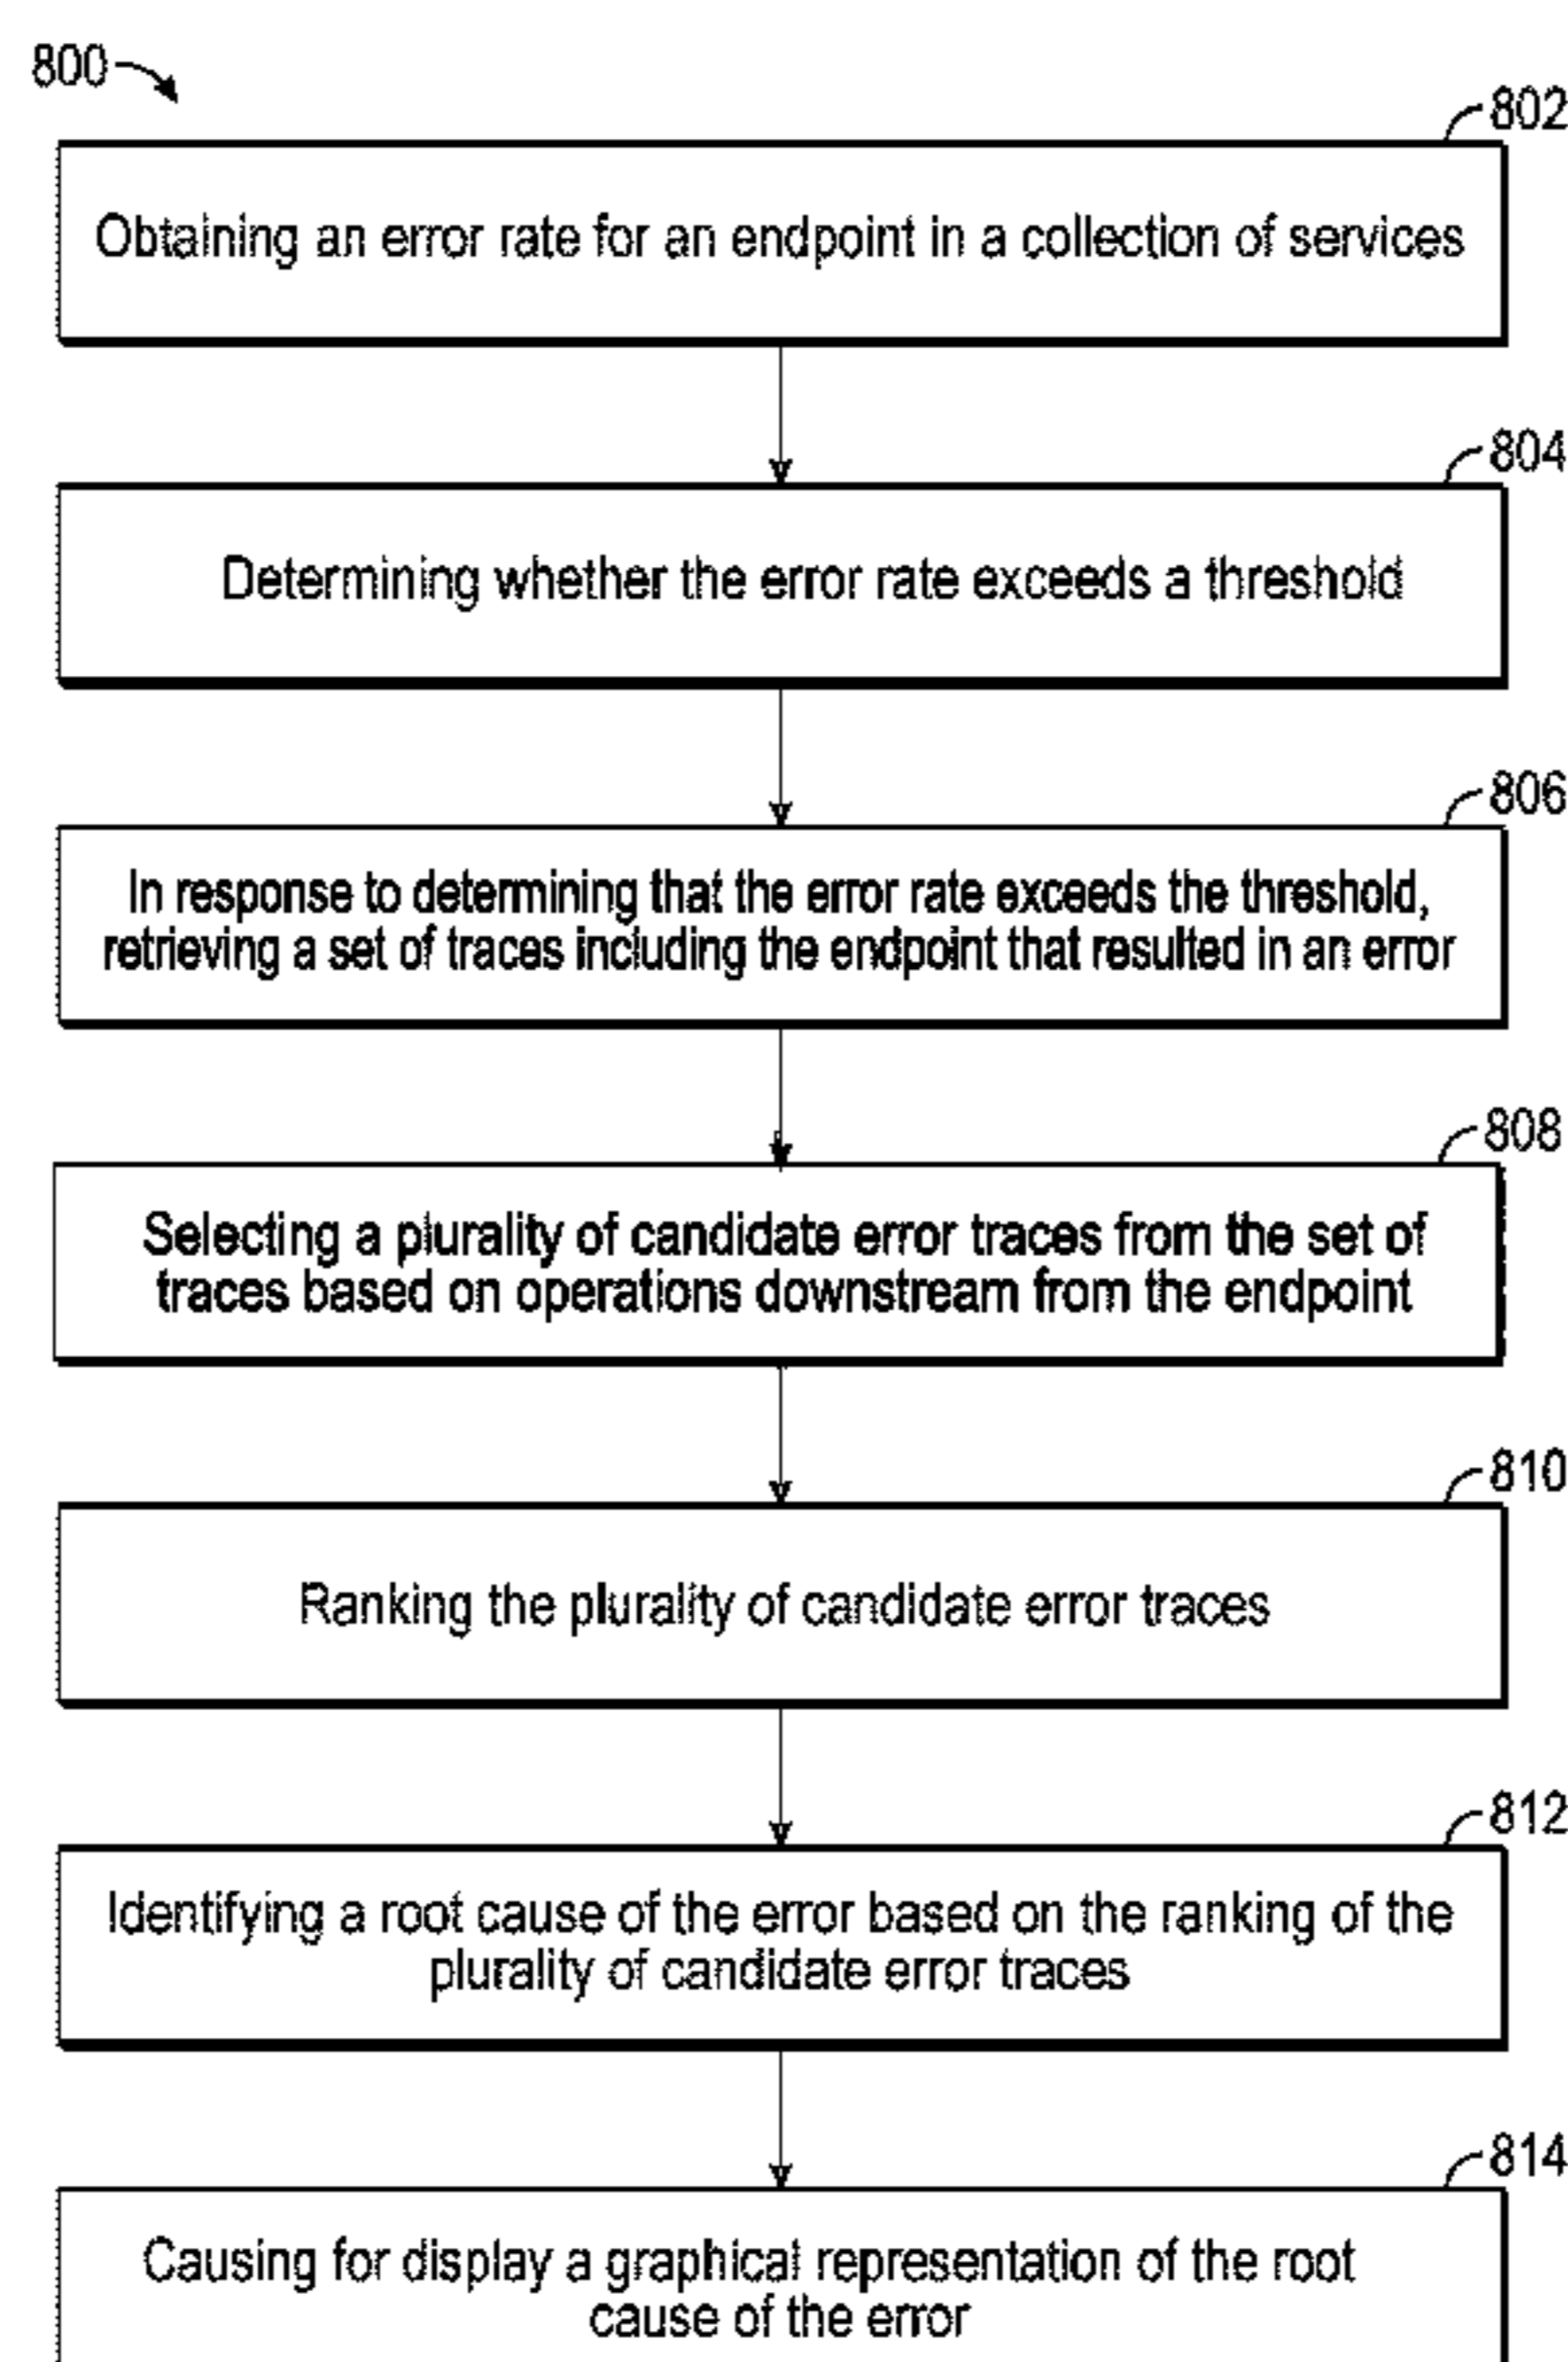 800
802
Obtaining an error rate for an endpoint in a collection of services
804
Determining whether the error rate exceeds a threshold
806
In response to determining that the error rate exceeds the threshold,
retrieving a set of traces including the endpoint that resulted in an error
808
Selecting a plurality of candidate error traces from the set of
traces based on operations downstream from the endpoint
810
Ranking the plurality of candidate error traces
812
Identifying a root cause of the error based on the ranking of the
plurality of candidate error traces
814
Causing for display a graphical representation of the root
cause of the error